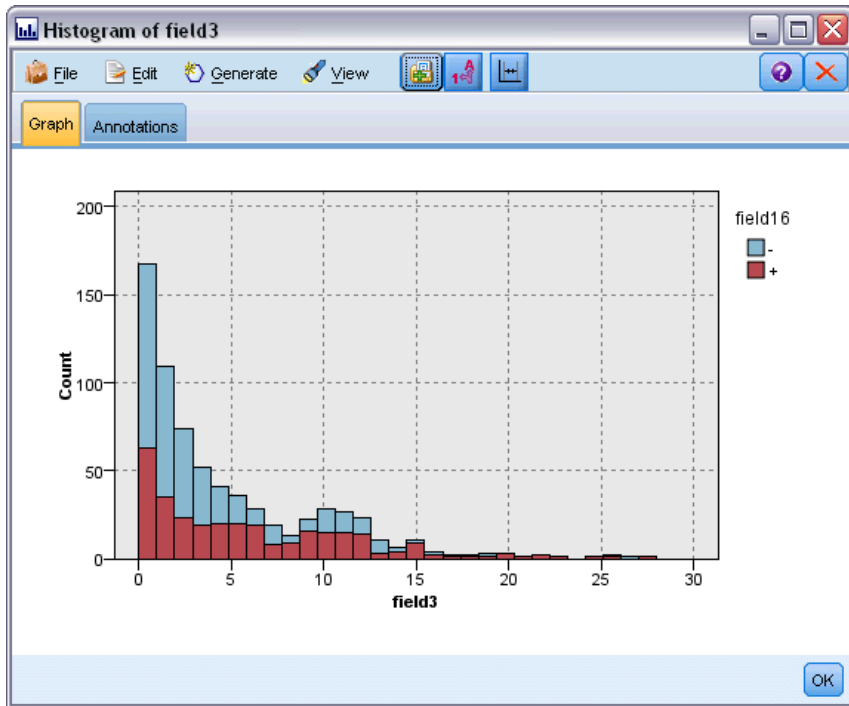 Histogram of field3
File Edit Generate View
Graph Annotations
200
150
100
50
0
Count
0 5 10 15 20 25 30
field3
field16
-
+
OK